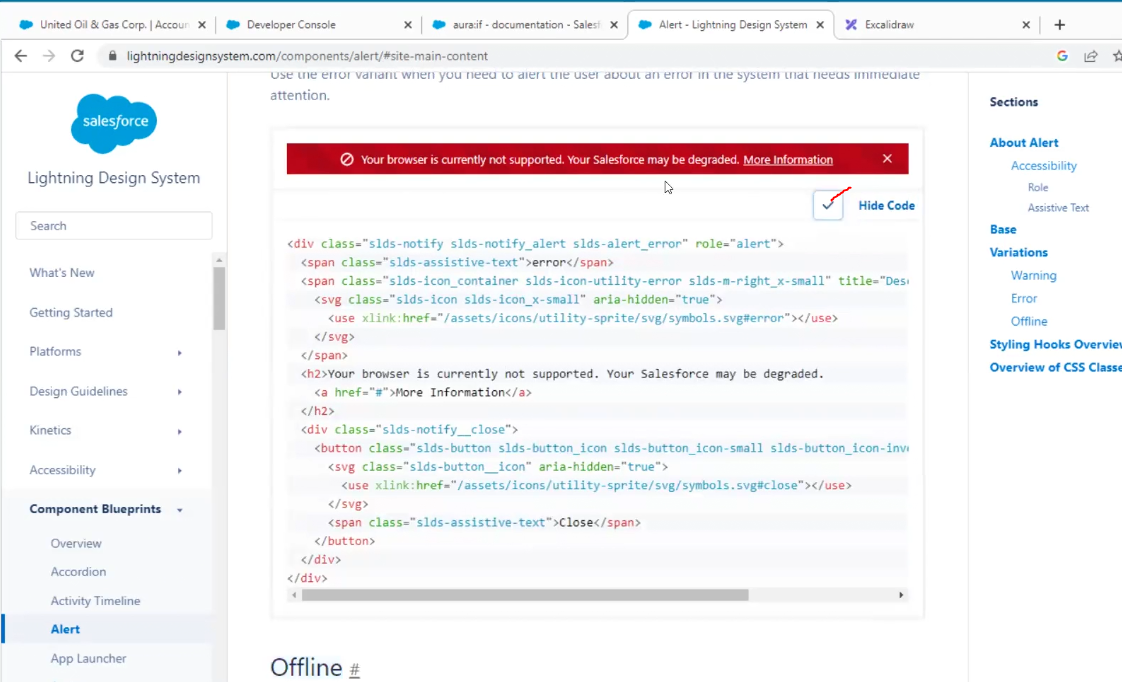 United Oil & Gas Corp. | Accoun
Developer Console
aura:if - documentation - Salesf
Alert - Lightning Design System
Excalidraw
lightningdesignsystem.com/components/alert/#site-main-content
salesforce
Lightning Design System
Search
What's New
Getting Started
Platforms
Design Guidelines
Kinetics
Accessibility
Component Blueprints
Overview
Accordion
Activity Timeline
Alert
App Launcher
Use the error variant when you need to alert the user about an error in the system that needs immediate
attention.
Your browser is currently not supported. Your Salesforce may be degraded. More Information
Hide Code
<div class="slds-notify slds-notify_alert slds-alert_error" role="alert">
<span class="slds-assistive-text">error</span>
<span class="slds-icon_container slds-icon-utility-error slds-m-right_x-small" title="Desc
<svg class="slds-icon slds-icon_x-small" aria-hidden="true">
<use xlink:href="/assets/icons/utility-sprite/svg/symbols.svg#error"></use>
</svg>
</span>
<h2>Your browser is currently not supported. Your Salesforce may be degraded.
<a href="#">More Information</a>
</h2>
<div class="slds-notify__close">
<button class="slds-button slds-button_icon slds-button_icon-small slds-button_icon-inve
<svg class="slds-button__icon" aria-hidden="true">
<use xlink:href="/assets/icons/utility-sprite/svg/symbols.svg#close"></use>
</svg>
<span class="slds-assistive-text">Close</span>
</button>
</div>
</div>
Offline #
Sections
About Alert
Accessibility
Role
Assistive Text
Base
Variations
Warning
Error
Offline
Styling Hooks Overview
Overview of CSS Classe